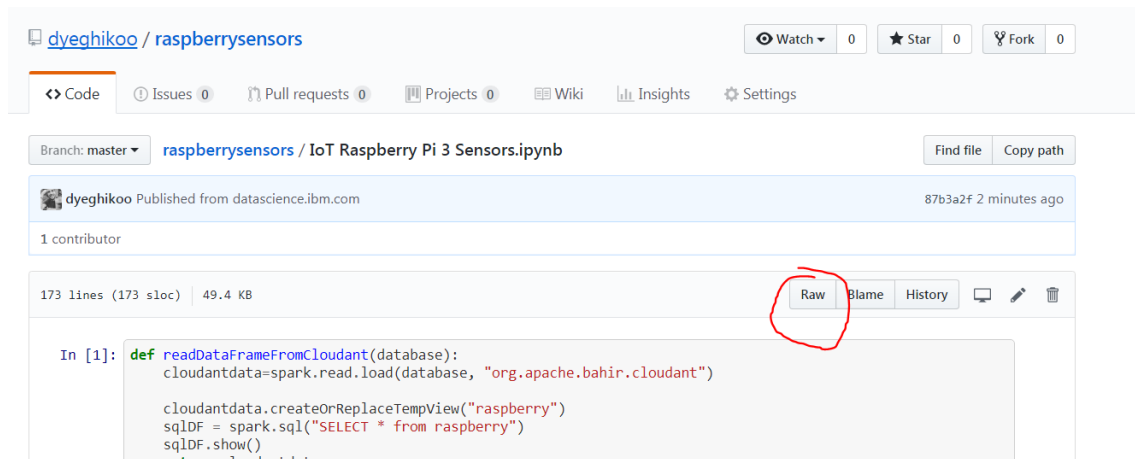 dyeghikoo / raspberrysensors Watch 0 Star 0 Fork 0
Code Issues 0 Pull requests 0 Projects 0 Wiki Insights Settings
Branch: master raspberrysensors / IoT Raspberry Pi 3 Sensors.ipynb Find file Copy path
dyeghikoo Published from datascience.ibm.com 87b3a2f 2 minutes ago
1 contributor
173 lines (173 sloc) 49.4 KB Raw Blame History
In [1]: def readDataFrameFromCloudant(database):
cloudantdata=spark.read.load(database, "org.apache.bahir.cloudant")
cloudantdata.createOrReplaceTempView("raspberry")
sqlDF = spark.sql("SELECT * from raspberry")
sqlDF.show()